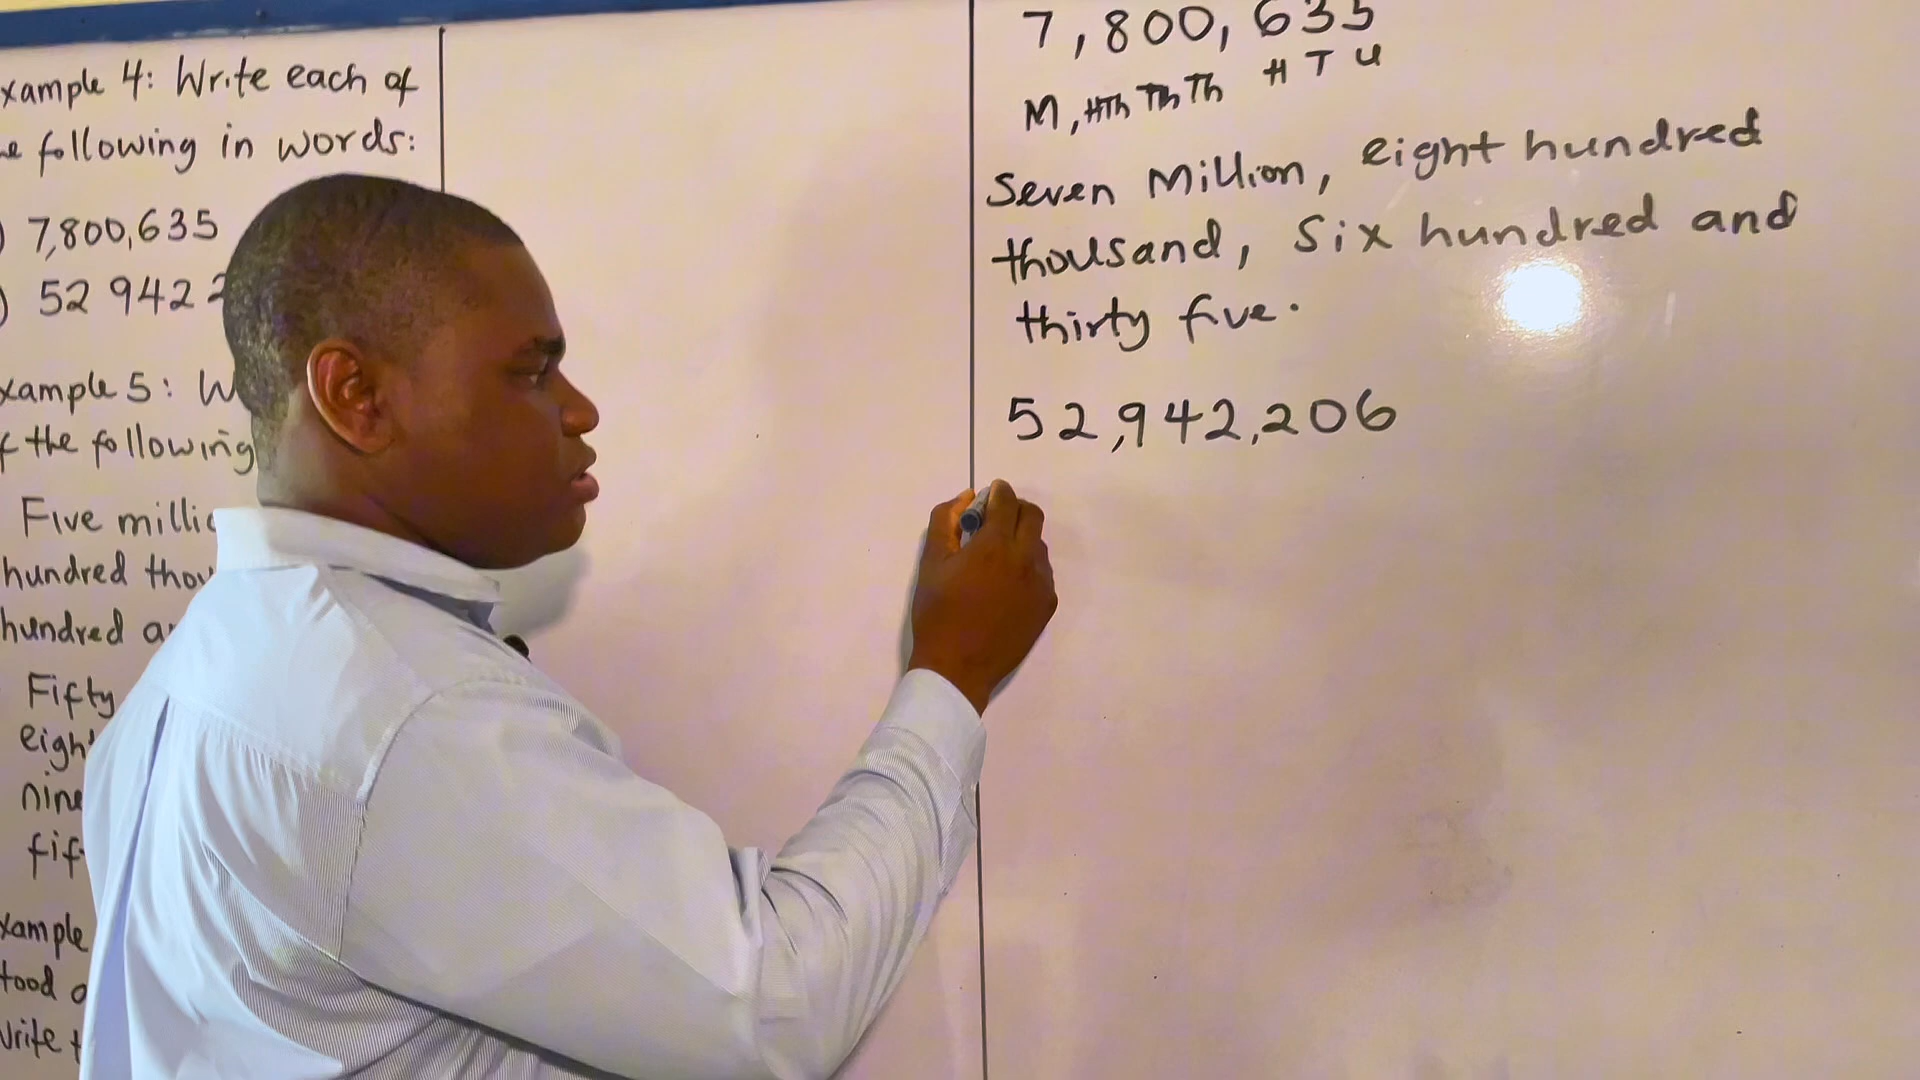 xample 4: Write each of
e following in words:
) 7,800,635
) 52 942 2
xample 5: W
f the following
Five millio
hundred thou
hundred an
Fifty
eigh
nine
fif
xample
tood o
Write t
7,800,635
M, HTh TTh Th H T U
Seven Million, eight hundred
thousand, Six hundred and
thirty five.
52,942,206